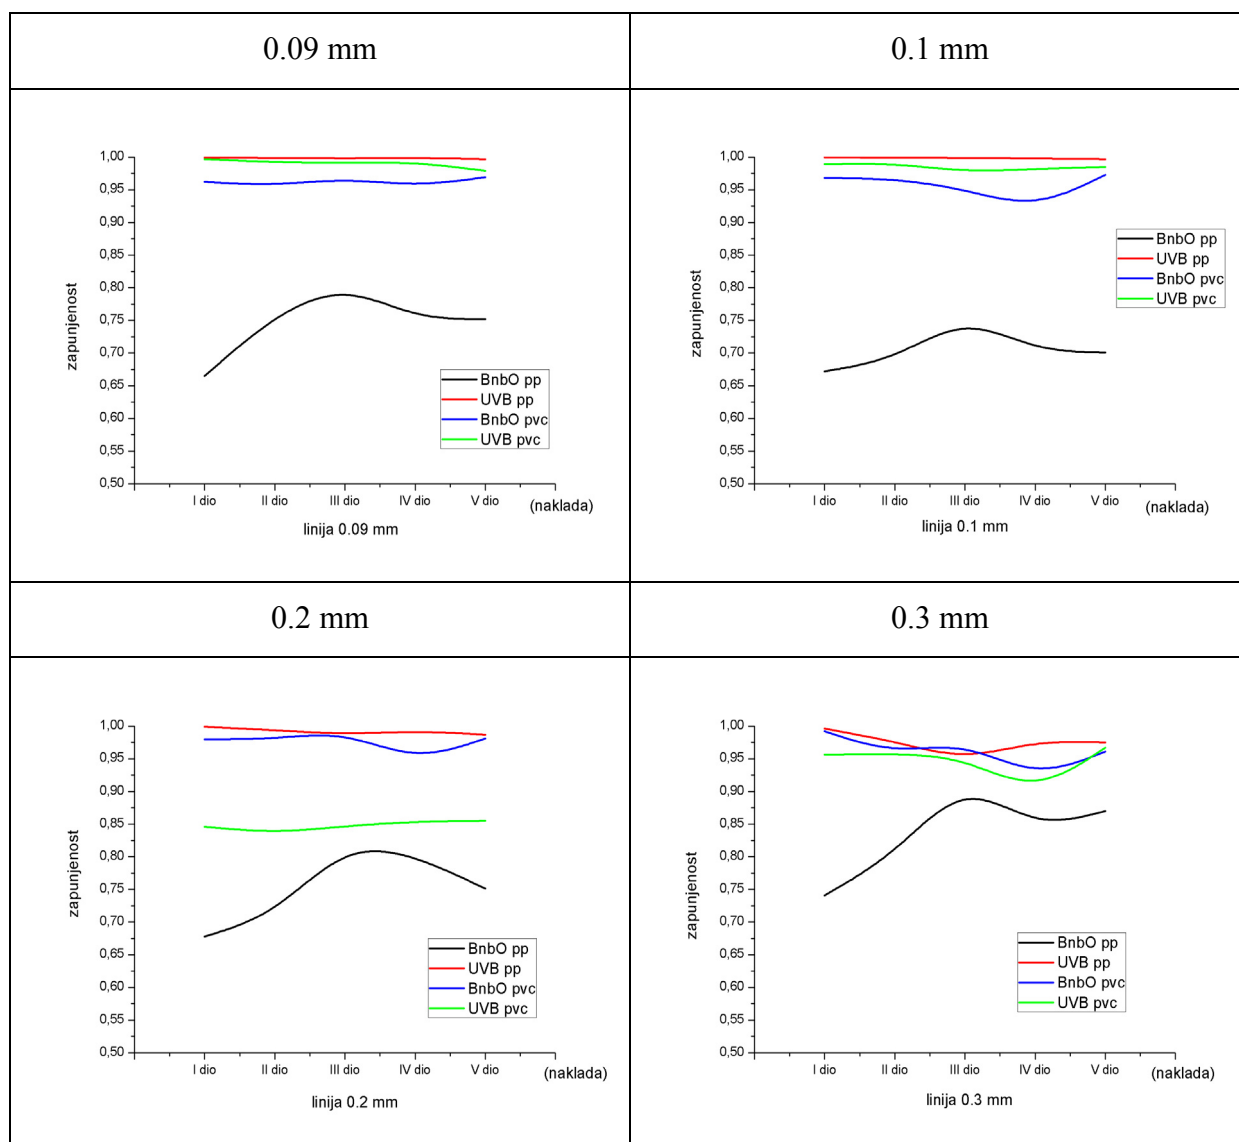 0.09 mm
0.1 mm
1,00
0,95
0,90
0,85
0,80
0,75
0,70
0,65
0,60
0,55
0,50
zapunjenost
BnbO pp
UVB pp
BnbO pvc
UVB pvc
I dio II dio III dio IV dio V dio (naklada)
linija 0.09 mm
1,00
0,95
0,90
0,85
0,80
0,75
0,70
0,65
0,60
0,55
0,50
zapunjenost
BnbO pp
UVB pp
BnbO pvc
UVB pvc
I dio II dio III dio IV dio V dio (naklada)
linija 0.1 mm
0.2 mm
0.3 mm
1,00
0,95
0,90
0,85
0,80
0,75
0,70
0,65
0,60
0,55
0,50
zapunjenost
BnbO pp
UVB pp
BnbO pvc
UVB pvc
I dio II dio III dio IV dio V dio (naklada)
linija 0.2 mm
1,00
0,95
0,90
0,85
0,80
0,75
0,70
0,65
0,60
0,55
0,50
zapunjenost
BnbO pp
UVB pp
BnbO pvc
UVB pvc
I dio II dio III dio IV dio V dio (naklada)
linija 0.3 mm